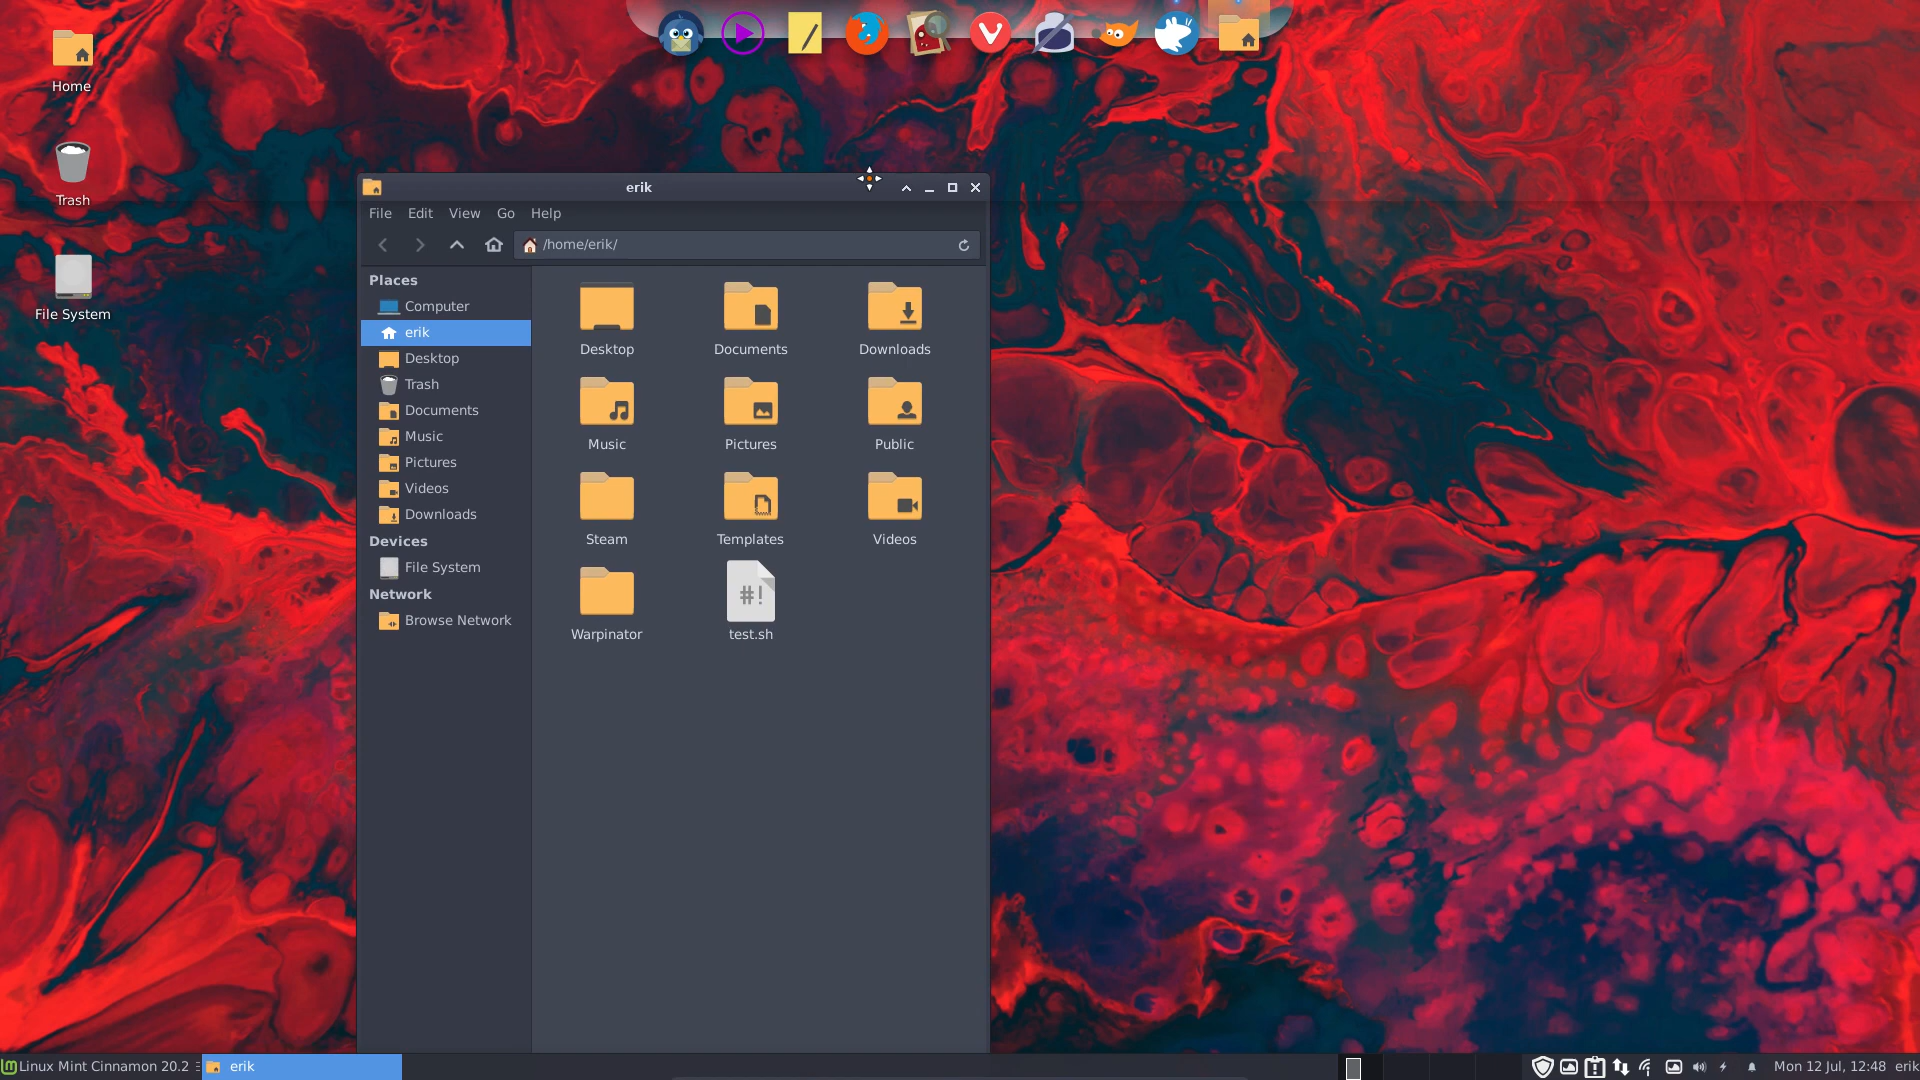 Home
Trash
File System
erik
File Edit View Go Help
/home/erik/
Places
Computer
erik
Desktop
Trash
Documents
Music
Pictures
Videos
Downloads
Devices
File System
Network
Browse Network
Desktop Documents Downloads
Music Pictures Public
Steam Templates Videos
#!
Warpinator test.sh
Linux Mint Cinnamon 20.2 erik Mon 12 Jul, 12:48 erik